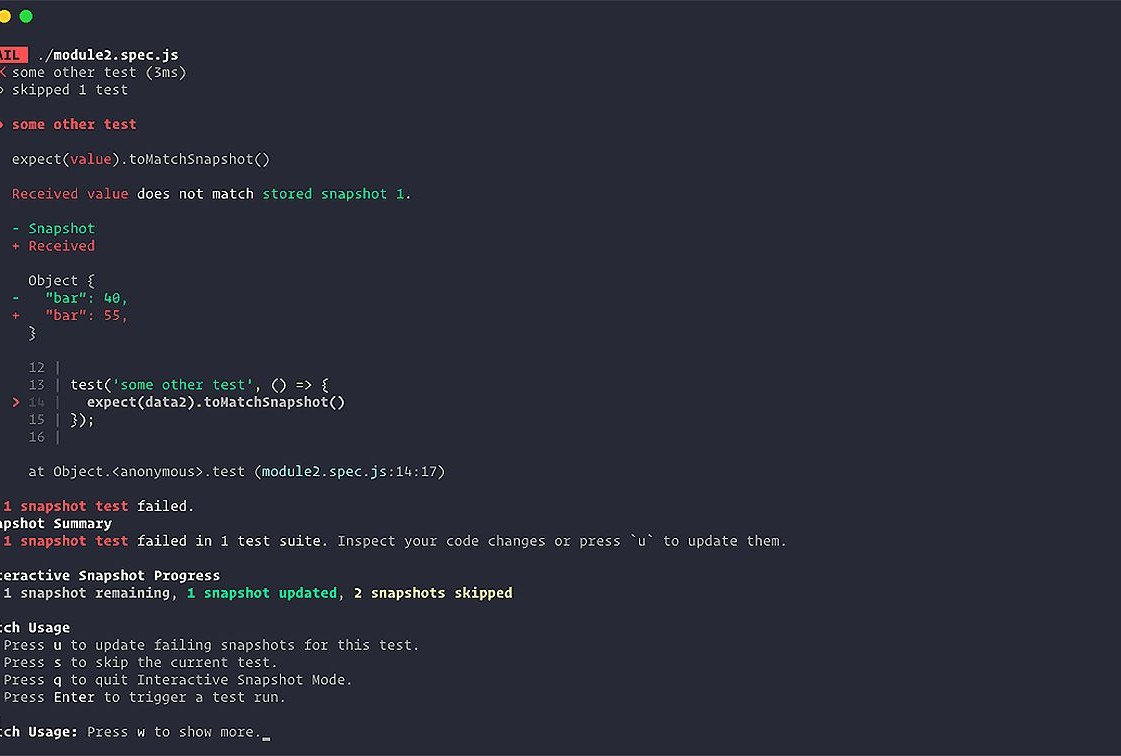 AIL ./module2.spec.js
✕ some other test (3ms)
○ skipped 1 test
● some other test
expect(value).toMatchSnapshot()
Received value does not match stored snapshot 1.
- Snapshot
+ Received
Object {
-   "bar": 40,
+   "bar": 55,
}
12 |
13 | test('some other test', () => {
> 14 |   expect(data2).toMatchSnapshot()
15 | });
16 |
at Object.<anonymous>.test (module2.spec.js:14:17)
1 snapshot test failed.
apshot Summary
1 snapshot test failed in 1 test suite. Inspect your code changes or press `u` to update them.
teractive Snapshot Progress
1 snapshot remaining, 1 snapshot updated, 2 snapshots skipped
tch Usage
Press u to update failing snapshots for this test.
Press s to skip the current test.
Press q to quit Interactive Snapshot Mode.
Press Enter to trigger a test run.
tch Usage: Press w to show more.